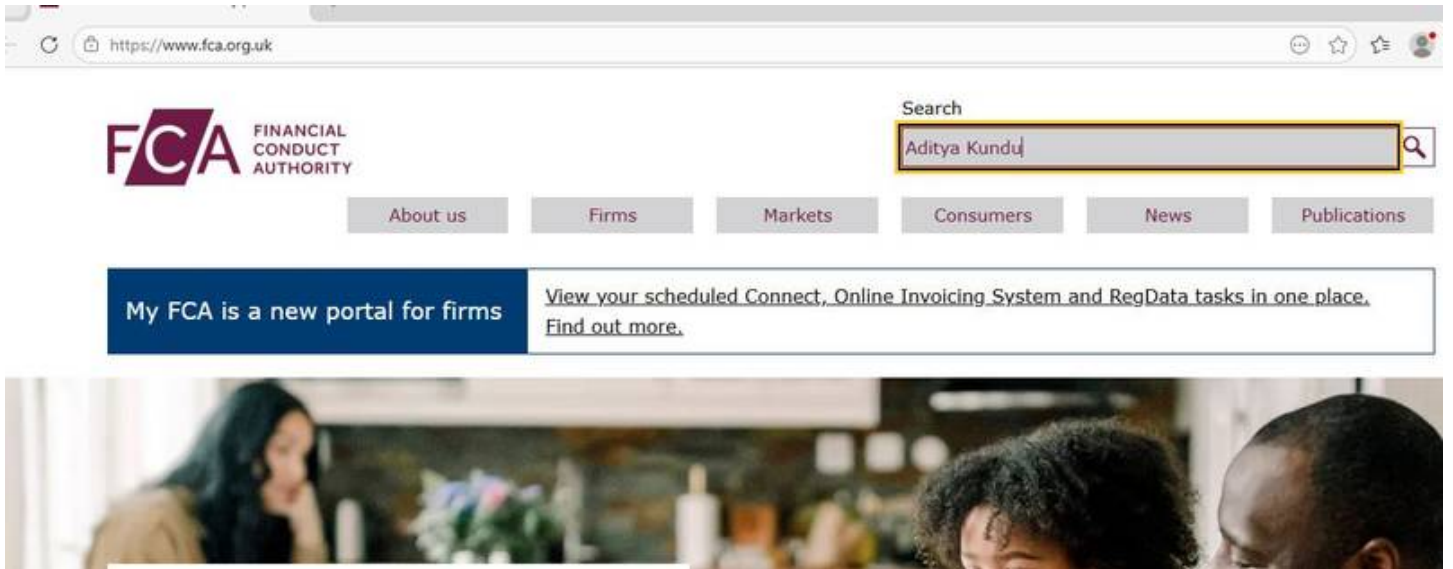 https://www.fca.org.uk
Search
FCA FINANCIAL
CONDUCT
AUTHORITY
Aditya Kundu
About us Firms Markets Consumers News Publications
My FCA is a new portal for firms
View your scheduled Connect, Online Invoicing System and RegData tasks in one place.
Find out more.